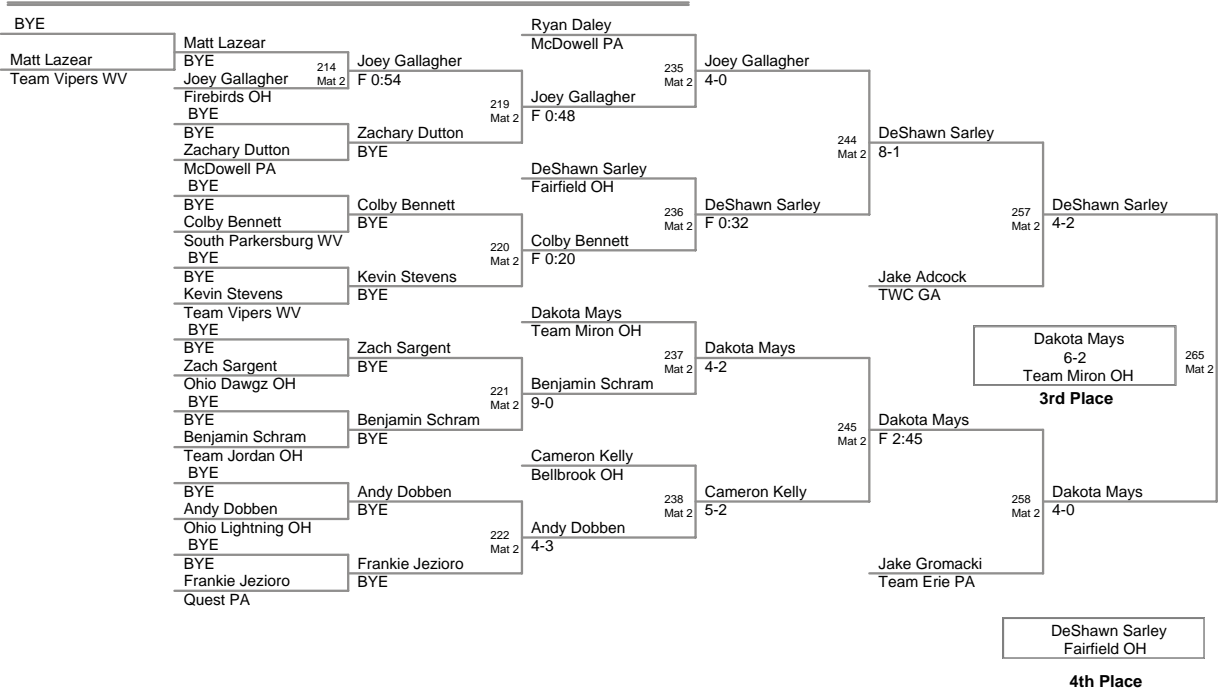 BYE
Matt Lazear
Team Vipers WV
Matt Lazear
BYE
Joey Gallagher
Firebirds OH
BYE
BYE
Zachary Dutton
McDowell PA
BYE
BYE
Colby Bennett
South Parkersburg WV
BYE
BYE
Kevin Stevens
Team Vipers WV
BYE
BYE
Zach Sargent
Ohio Dawgz OH
BYE
BYE
Benjamin Schram
Team Jordan OH
BYE
BYE
Andy Dobben
Ohio Lightning OH
BYE
BYE
Frankie Jezioro
Quest PA
214
Mat 2
Joey Gallagher
F 0:54
Zachary Dutton
BYE
Colby Bennett
BYE
Kevin Stevens
BYE
Zach Sargent
BYE
Benjamin Schram
BYE
Andy Dobben
BYE
Frankie Jezioro
BYE
219
Mat 2
220
Mat 2
221
Mat 2
222
Mat 2
Ryan Daley
McDowell PA
Joey Gallagher
F 0:48
DeShawn Sarley
Fairfield OH
Colby Bennett
F 0:20
Dakota Mays
Team Miron OH
Benjamin Schram
9-0
Cameron Kelly
Bellbrook OH
Andy Dobben
4-3
235
Mat 2
236
Mat 2
237
Mat 2
238
Mat 2
Joey Gallagher
4-0
DeShawn Sarley
F 0:32
Dakota Mays
4-2
Cameron Kelly
5-2
244
Mat 2
245
Mat 2
DeShawn Sarley
8-1
Jake Adcock
TWC GA
Dakota Mays
F 2:45
Jake Gromacki
Team Erie PA
257
Mat 2
258
Mat 2
DeShawn Sarley
4-2
Dakota Mays
4-0
Dakota Mays
6-2
Team Miron OH
3rd Place
265
Mat 2
DeShawn Sarley
Fairfield OH
4th Place